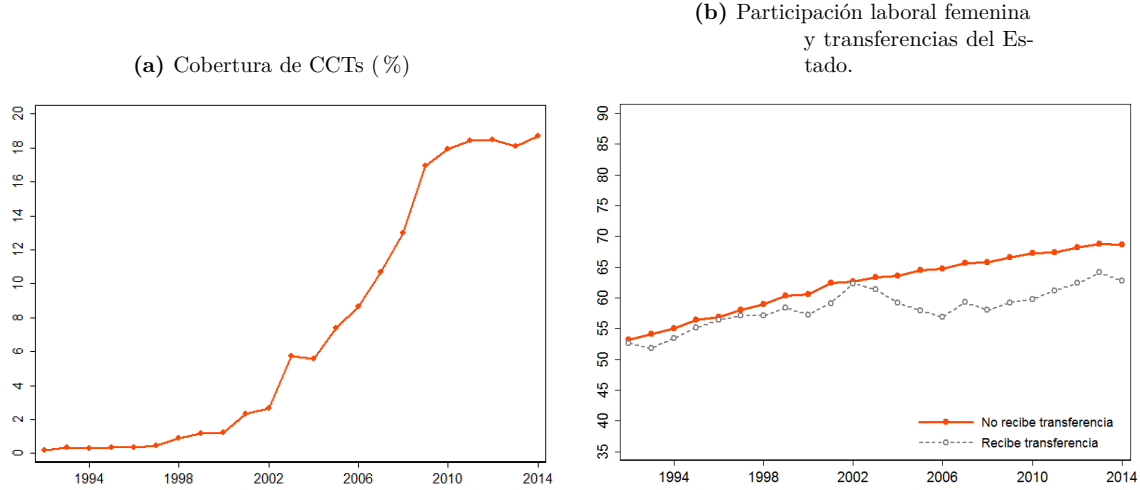 (a) Cobertura de CCTs (%)
20
18
16
14
12
10
8
6
4
2
0
1994 1998 2002 2006 2010 2014
(b) Participación laboral femenina
y transferencias del Es-
tado.
90
85
80
75
70
65
60
55
50
45
40
35
No recibe transferencia
Recibe transferencia
1994 1998 2002 2006 2010 2014